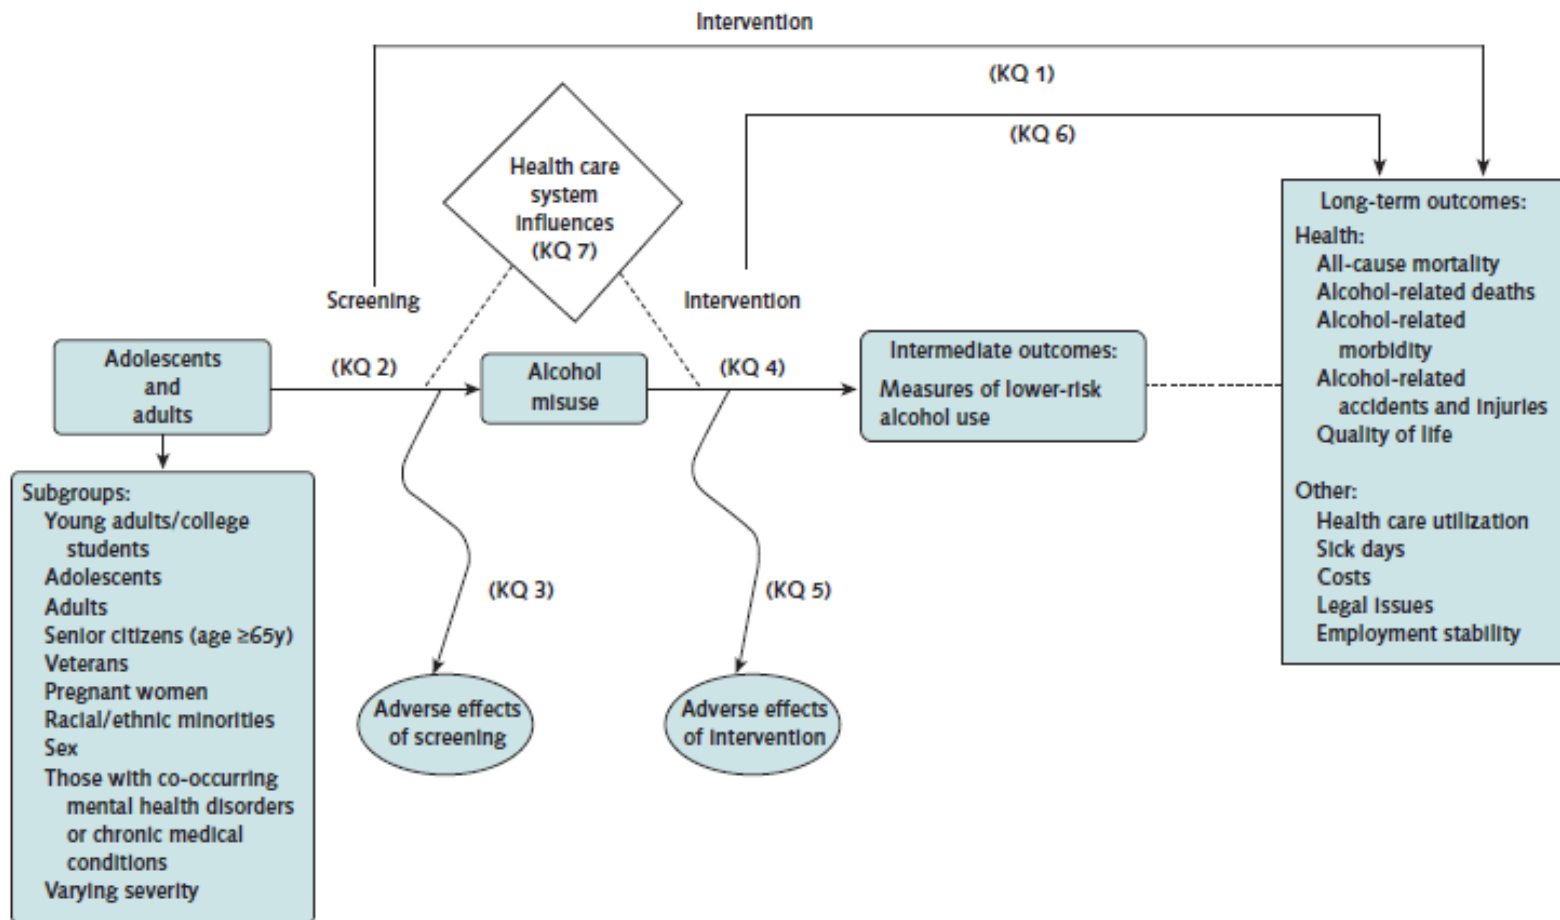 Intervention
(KQ 1)
(KQ 6)
Health care
system
influences
(KQ 7)
Screening
Intervention
Adolescents
and
adults
(KQ 2)
Alcohol
misuse
(KQ 4)
Intermediate outcomes:
Measures of lower-risk
alcohol use
Long-term outcomes:
Health:
All-cause mortality
Alcohol-related deaths
Alcohol-related
morbidity
Alcohol-related
accidents and injuries
Quality of life
Other:
Health care utilization
Sick days
Costs
Legal issues
Employment stability
Subgroups:
Young adults/college
students
Adolescents
Adults
Senior citizens (age ≥65y)
Veterans
Pregnant women
Racial/ethnic minorities
Sex
Those with co-occurring
mental health disorders
or chronic medical
conditions
Varying severity
(KQ 3)
(KQ 5)
Adverse effects
of screening
Adverse effects
of intervention